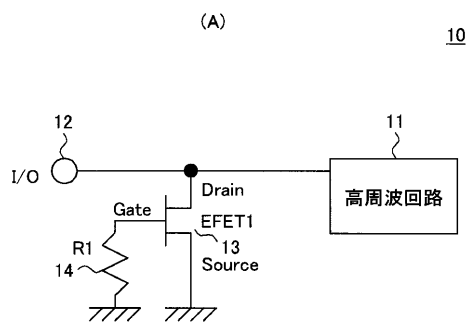 (A)
10
12
11
I/O
Drain
高周波回路
Gate
EFET1
R1
13
14
Source